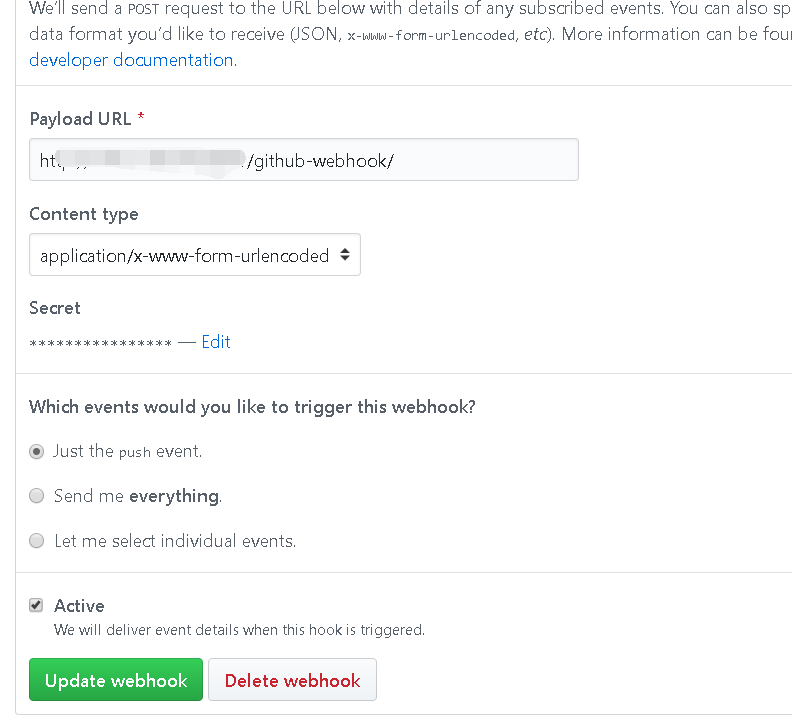 We'll send a POST request to the URL below with details of any subscribed events. You can also sp
data format you'd like to receive (JSON, x-www-form-urlencoded, etc). More information can be fou
developer documentation.
Payload URL *
/github-webhook/
Content type
application/x-www-form-urlencoded
Secret
**************** — Edit
Which events would you like to trigger this webhook?
Just the push event.
Send me everything.
Let me select individual events.
Active
We will deliver event details when this hook is triggered.
Update webhook
Delete webhook